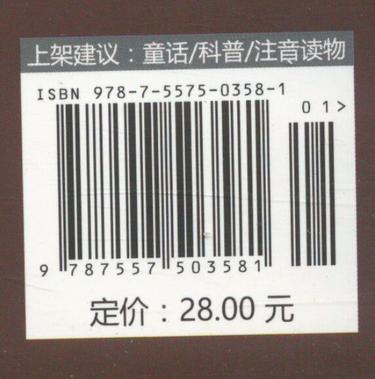 上架建议：童话/科普/注音读物
ISBN 978-7-5575-0358-1
01>
9 787557 503581
定价：28.00 元